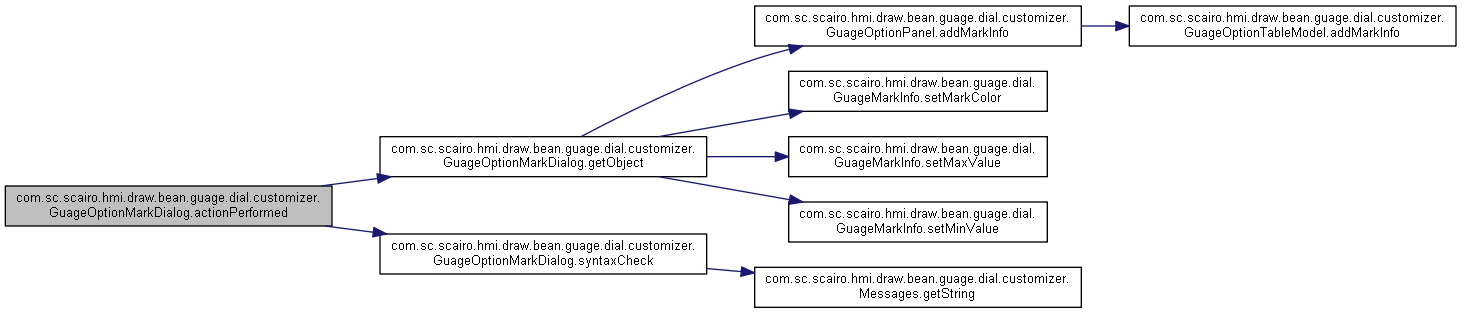 com.sc.scairo.hmi.draw.bean.guage.dial.customizer.
GuageOptionMarkDialog.actionPerformed
com.sc.scairo.hmi.draw.bean.guage.dial.customizer.
GuageOptionMarkDialog.getObject
com.sc.scairo.hmi.draw.bean.guage.dial.customizer.
GuageOptionMarkDialog.syntaxCheck
com.sc.scairo.hmi.draw.bean.guage.dial.customizer.
GuageOptionPanel.addMarkInfo
com.sc.scairo.hmi.draw.bean.guage.dial.
GuageMarkInfo.setMarkColor
com.sc.scairo.hmi.draw.bean.guage.dial.
GuageMarkInfo.setMaxValue
com.sc.scairo.hmi.draw.bean.guage.dial.
GuageMarkInfo.setMinValue
com.sc.scairo.hmi.draw.bean.guage.dial.customizer.
Messages.getString
com.sc.scairo.hmi.draw.bean.guage.dial.customizer.
GuageOptionTableModel.addMarkInfo